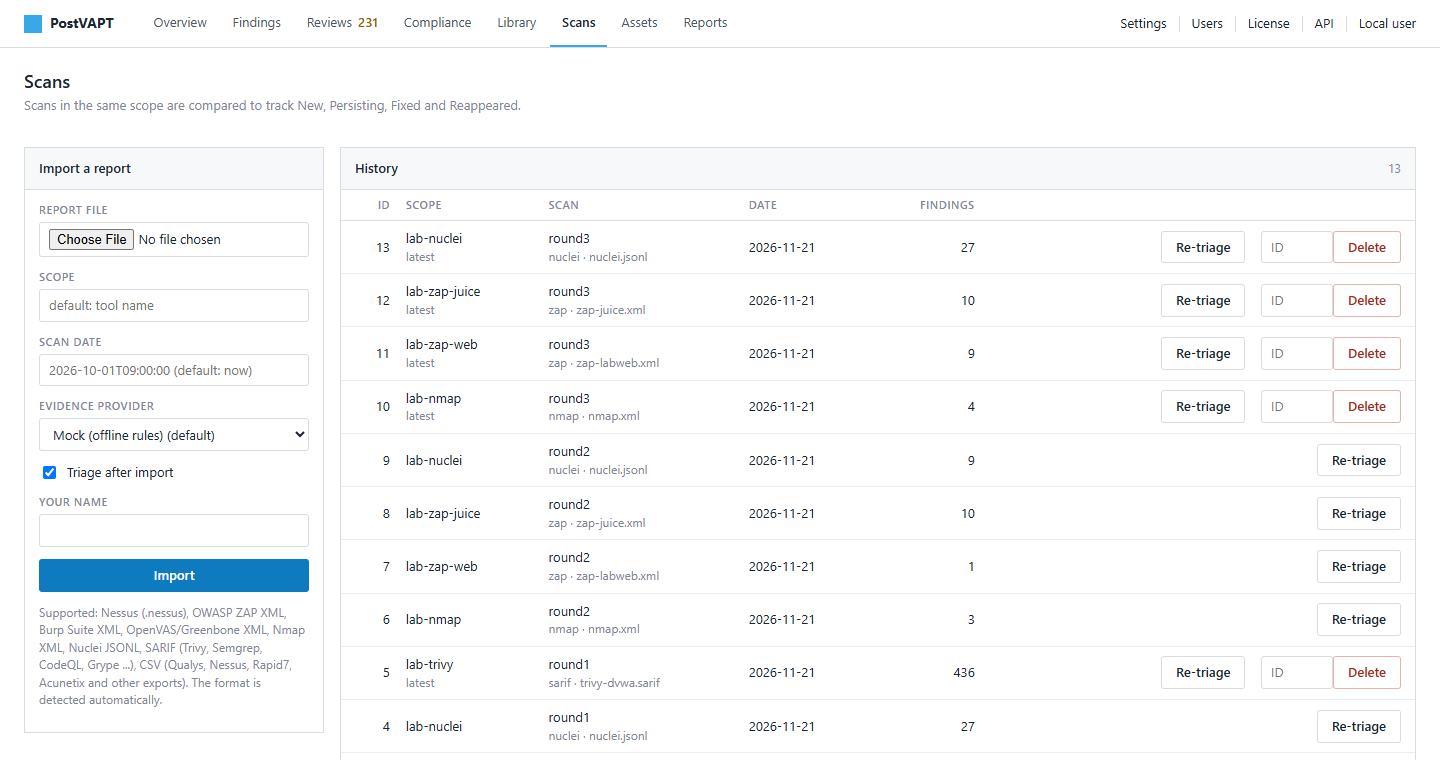 PostVAPT
Overview Findings Reviews 231 Compliance Library Scans Assets Reports
Settings Users License API Local user
Scans
Scans in the same scope are compared to track New, Persisting, Fixed and Reappeared.
Import a report
REPORT FILE
Choose File No file chosen
SCOPE
default: tool name
SCAN DATE
2026-10-01T09:00:00 (default: now)
EVIDENCE PROVIDER
Mock (offline rules) (default)
Triage after import
YOUR NAME
Import
Supported: Nessus (.nessus), OWASP ZAP XML,
Burp Suite XML, OpenVAS/Greenbone XML, Nmap
XML, Nuclei JSONL, SARIF (Trivy, Semgrep,
CodeQL, Grype ...), CSV (Qualys, Nessus, Rapid7,
Acunetix and other exports). The format is
detected automatically.
History 13
ID SCOPE SCAN DATE FINDINGS
13 lab-nuclei round3 2026-11-21 27 Re-triage ID Delete
latest nuclei · nuclei.jsonl
12 lab-zap-juice round3 2026-11-21 10 Re-triage ID Delete
latest zap · zap-juice.xml
11 lab-zap-web round3 2026-11-21 9 Re-triage ID Delete
latest zap · zap-labweb.xml
10 lab-nmap round3 2026-11-21 4 Re-triage ID Delete
latest nmap · nmap.xml
9 lab-nuclei round2 2026-11-21 9 Re-triage
nuclei · nuclei.jsonl
8 lab-zap-juice round2 2026-11-21 10 Re-triage
zap · zap-juice.xml
7 lab-zap-web round2 2026-11-21 1 Re-triage
zap · zap-labweb.xml
6 lab-nmap round2 2026-11-21 3 Re-triage
nmap · nmap.xml
5 lab-trivy round1 2026-11-21 436 Re-triage ID Delete
latest sarif · trivy-dvwa.sarif
4 lab-nuclei round1 2026-11-21 27 Re-triage
nuclei · nuclei.jsonl